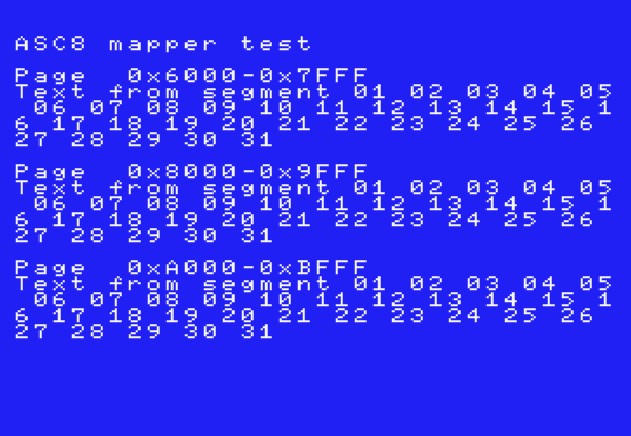 ASC8 mapper test
Page  0x6000-0x7FFF
Text from segment 01 02 03 04 05
 06 07 08 09 10 11 12 13 14 15 1
6 17 18 19 20 21 22 23 24 25 26
27 28 29 30 31
Page  0x8000-0x9FFF
Text from segment 01 02 03 04 05
 06 07 08 09 10 11 12 13 14 15 1
6 17 18 19 20 21 22 23 24 25 26
27 28 29 30 31
Page  0xA000-0xBFFF
Text from segment 01 02 03 04 05
 06 07 08 09 10 11 12 13 14 15 1
6 17 18 19 20 21 22 23 24 25 26
27 28 29 30 31